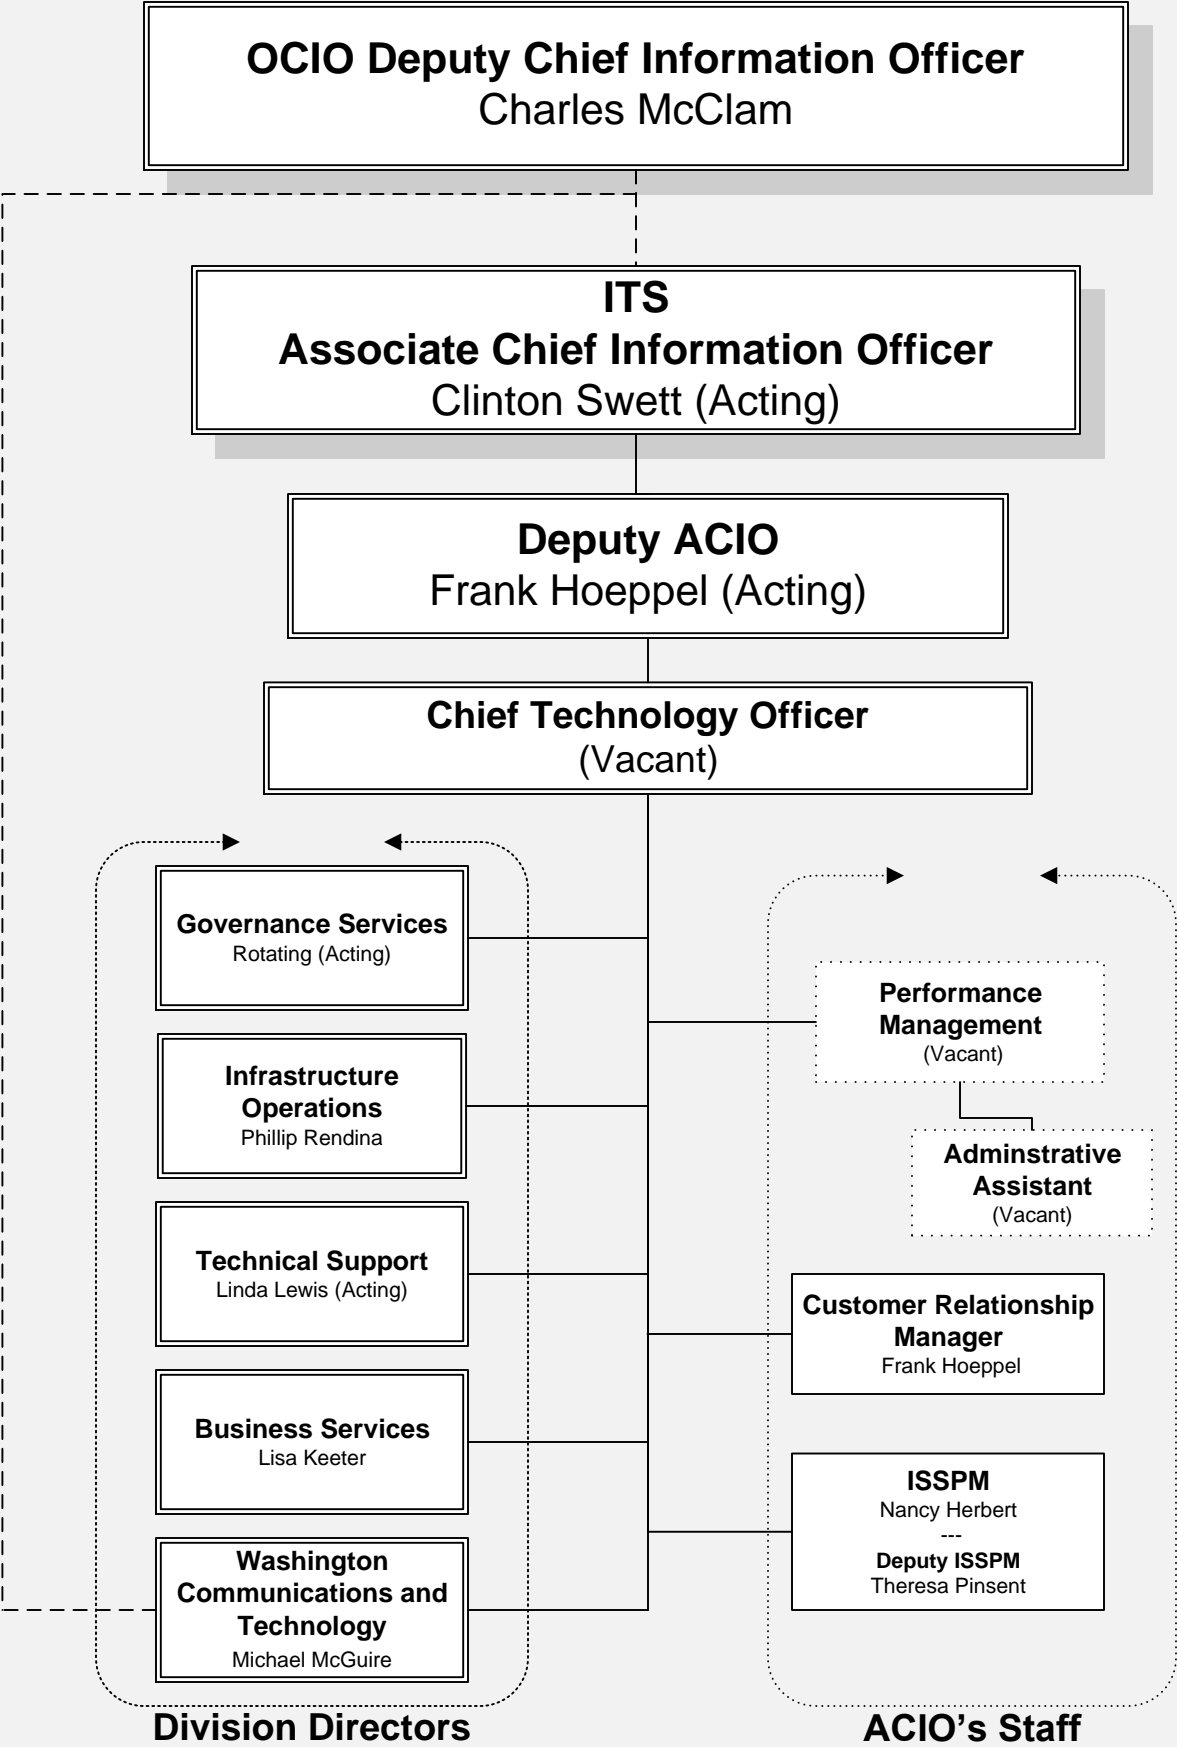 OCIO Deputy Chief Information Officer
Charles McClam
ITS
Associate Chief Information Officer
Clinton Swett (Acting)
Deputy ACIO
Frank Hoeppel (Acting)
Chief Technology Officer
(Vacant)
Governance Services
Rotating (Acting)
Infrastructure
Operations
Phillip Rendina
Technical Support
Linda Lewis (Acting)
Business Services
Lisa Keeter
Washington
Communications and
Technology
Michael McGuire
Division Directors
Performance
Management
(Vacant)
Adminstrative
Assistant
(Vacant)
Customer Relationship
Manager
Frank Hoeppel
ISSPM
Nancy Herbert
---
Deputy ISSPM
Theresa Pinsent
ACIO’s Staff